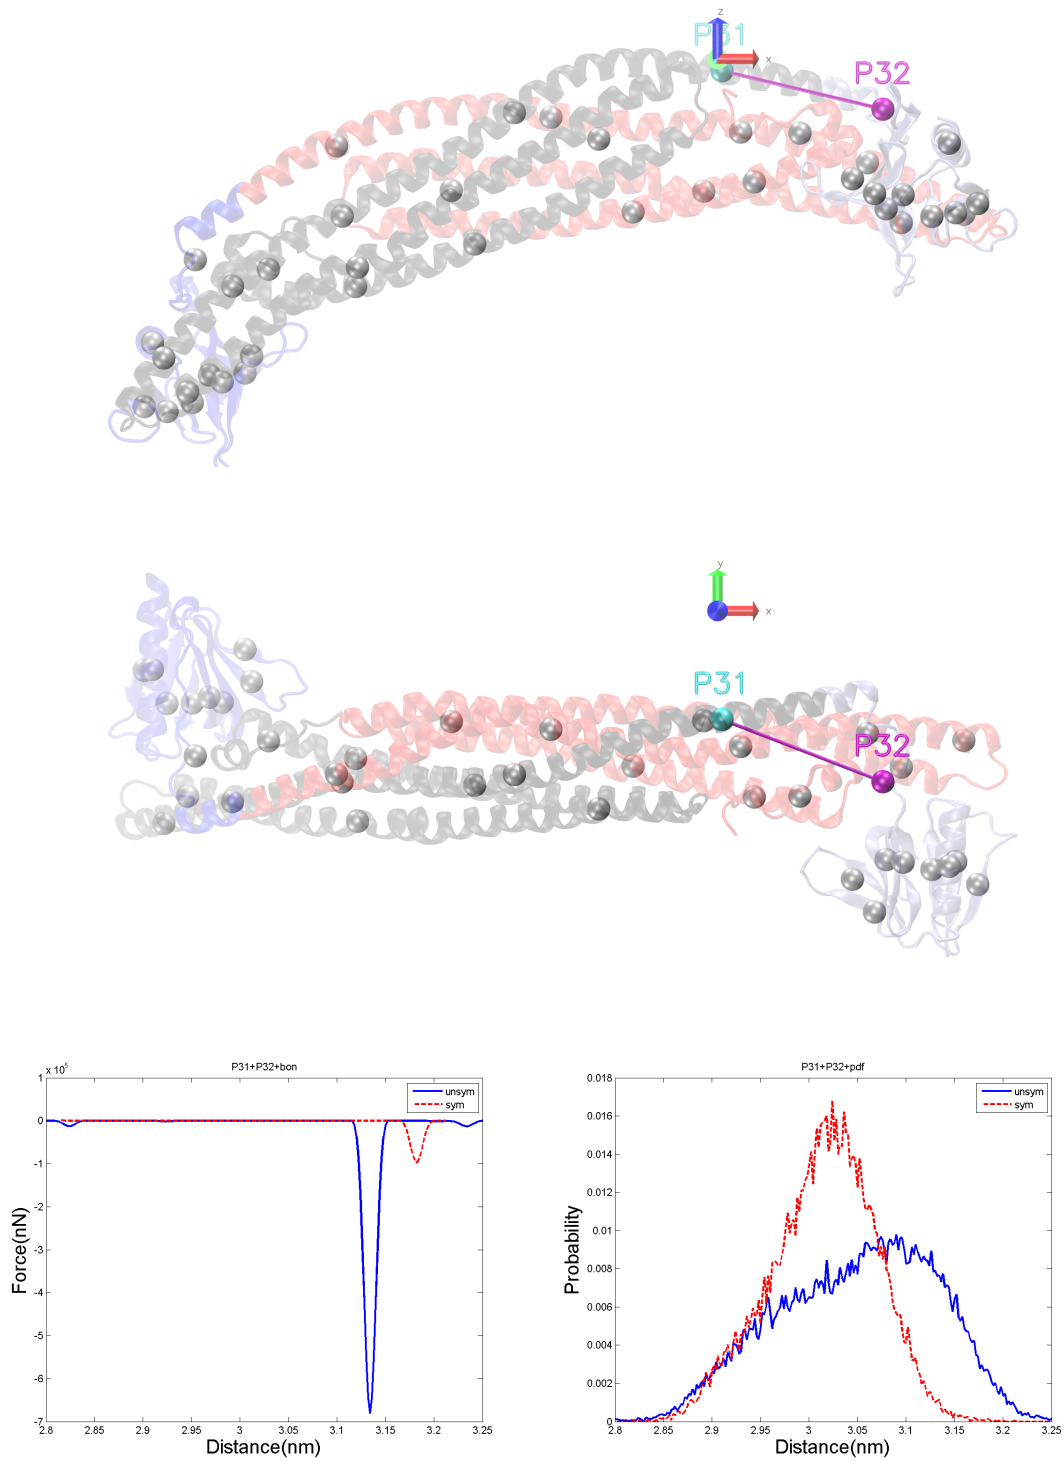 z
P31
x
P32
y
x
P31
P32
P31+P32+bon
x 10⁵
unsym
sym
1
0
-1
-2
-3
-4
-5
-6
-7
Force(nN)
2.8 2.85 2.9 2.95 3 3.05 3.1 3.15 3.2 3.25
Distance(nm)
P31+P32+pdf
unsym
sym
0.018
0.016
0.014
0.012
0.01
0.008
0.006
0.004
0.002
0
Probability
2.8 2.85 2.9 2.95 3 3.05 3.1 3.15 3.2 3.25
Distance(nm)